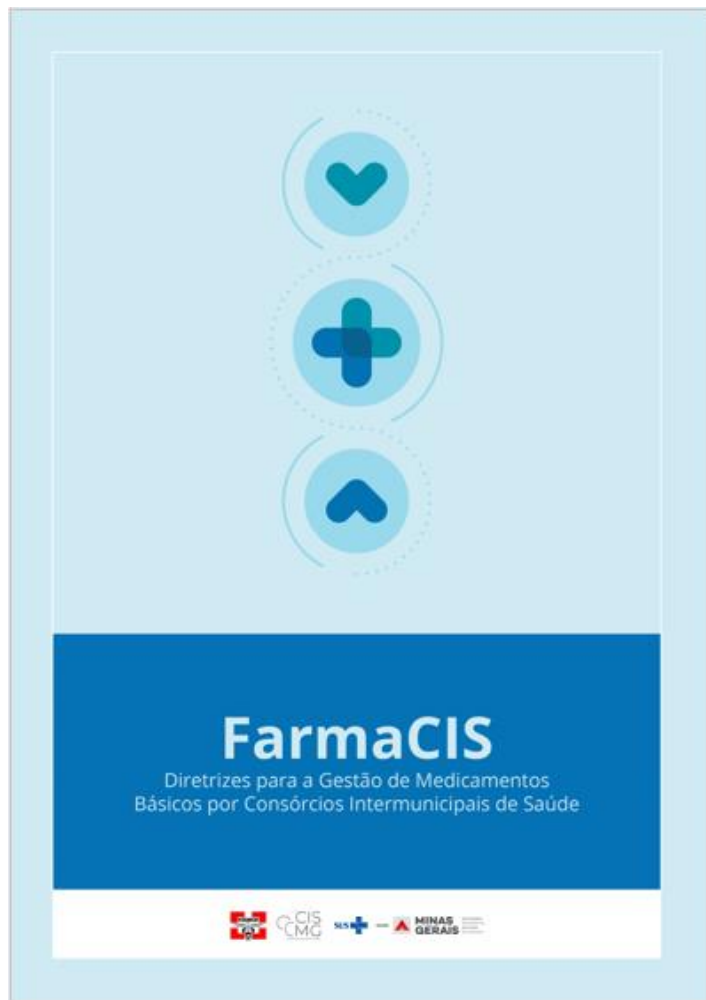 FarmaCIS
Diretrizes para a Gestão de Medicamentos
Básicos por Consórcios Intermunicipais de Saúde
CIS
CMG
SUS
MINAS
GERAIS